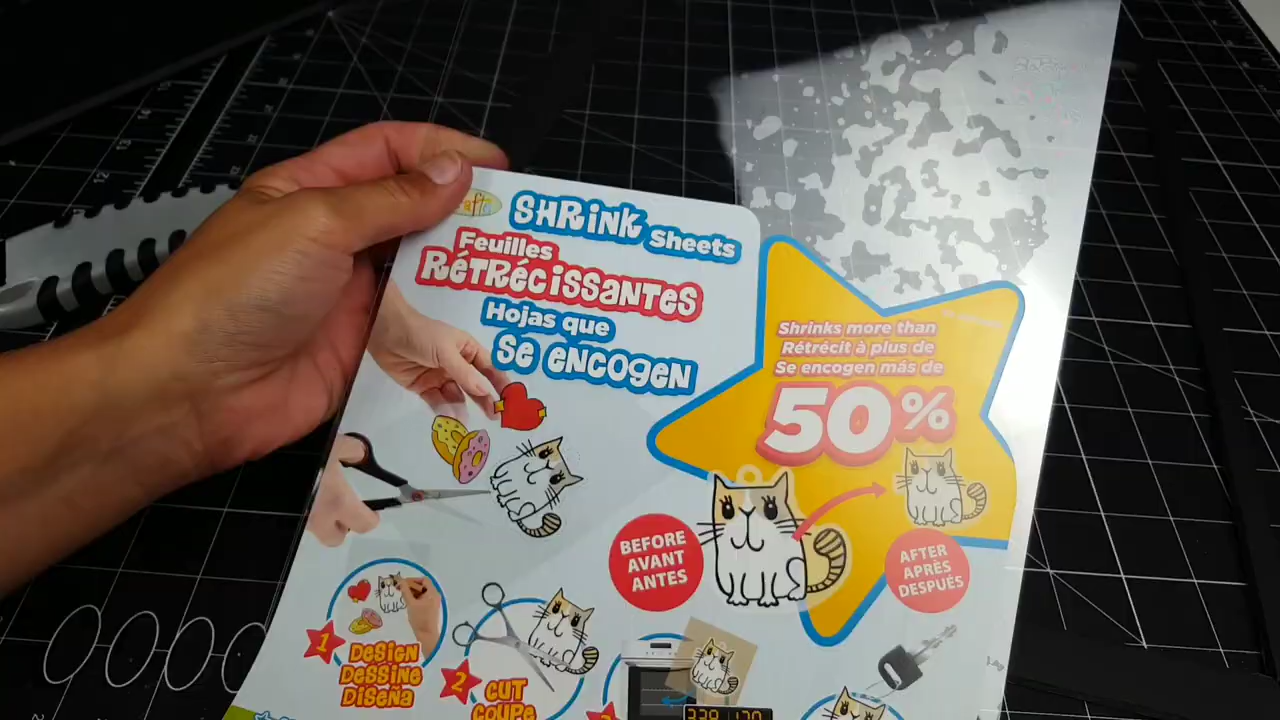 SHRiNK Sheets
Feuilles
RéTRéCiSSaNTeS
Hojas que
Se eNCOGeN
Shrinks more than
Rétrécit à plus de
Se encogen más de
50%
BEFORE
AVANT
ANTES
AFTER
APRÈS
DESPUÉS
1
DeSiGN
DeSSiNe
DiSeÑa
2
CUT
COUPe
3